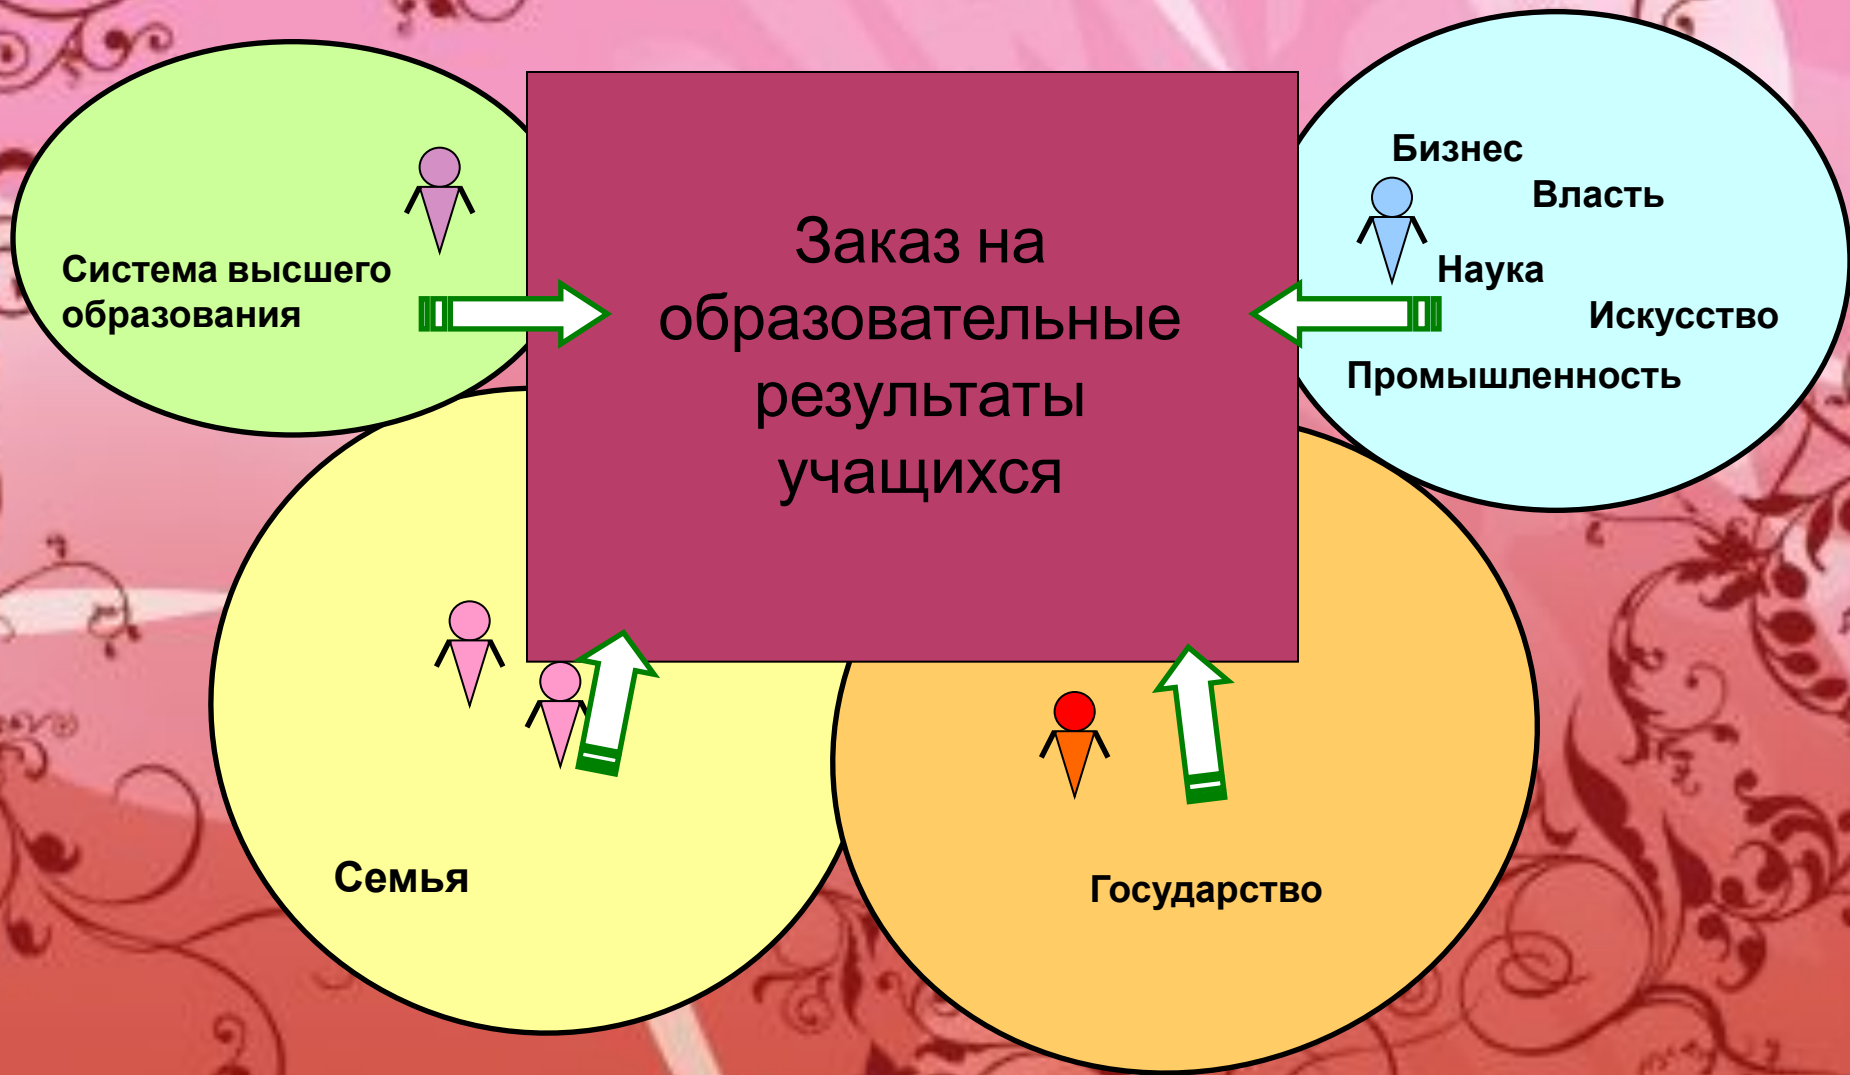 Система высшего
образования
Заказ на
образовательные
результаты
учащихся
Бизнес
Власть
Наука
Искусство
Промышленность
Семья
Государство